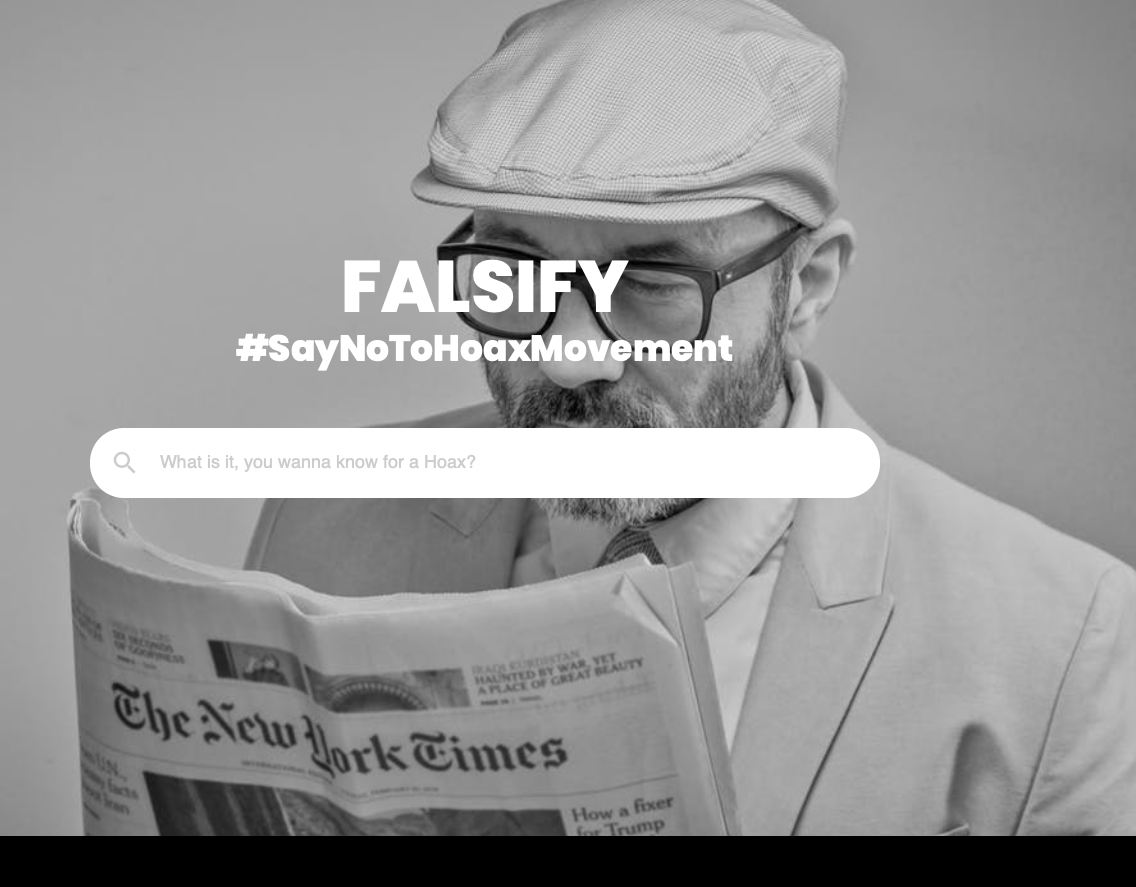 FALSIFY
#SayNoToHoaxMovement
What is it, you wanna know for a Hoax?
SIX SECONDS
OF GOOFINESS
IRAQI KURDISTAN
HAUNTED BY WAR, YET
A PLACE OF GREAT BEAUTY
The New York Times
How a fixer
for Trump